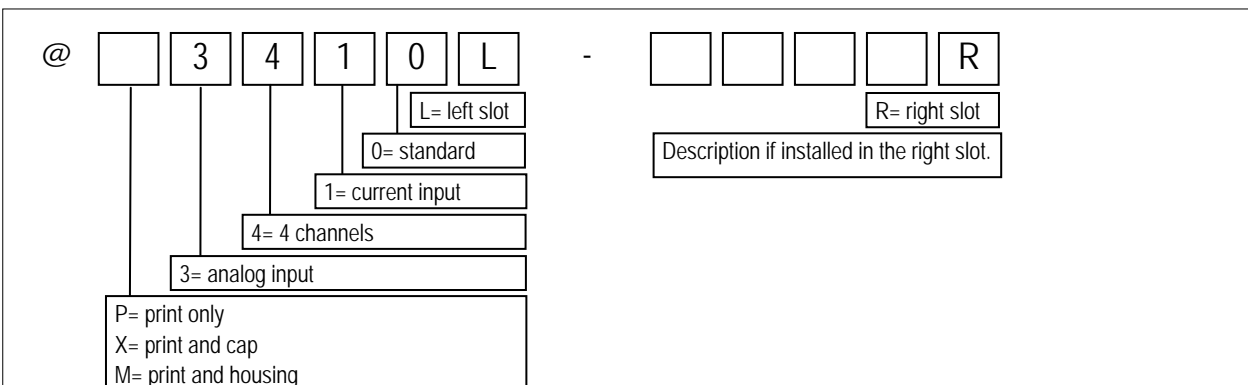 @ 3 4 1 0 L - R
L= left slot
R= right slot
0= standard
Description if installed in the right slot.
1= current input
4= 4 channels
3= analog input
P= print only
X= print and cap
M= print and housing